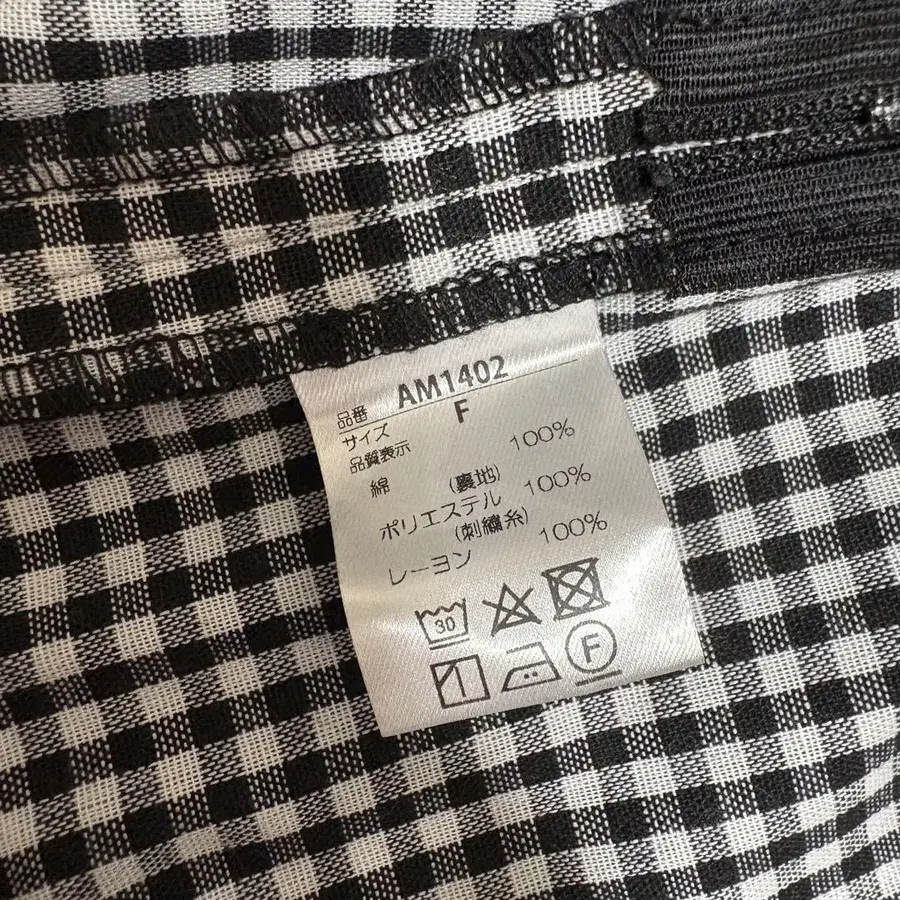 品番 AM1402
サイズ F
品質表示
綿 100%
(裏地)
ポリエステル 100%
(刺繍糸)
レーヨン 100%
30
F